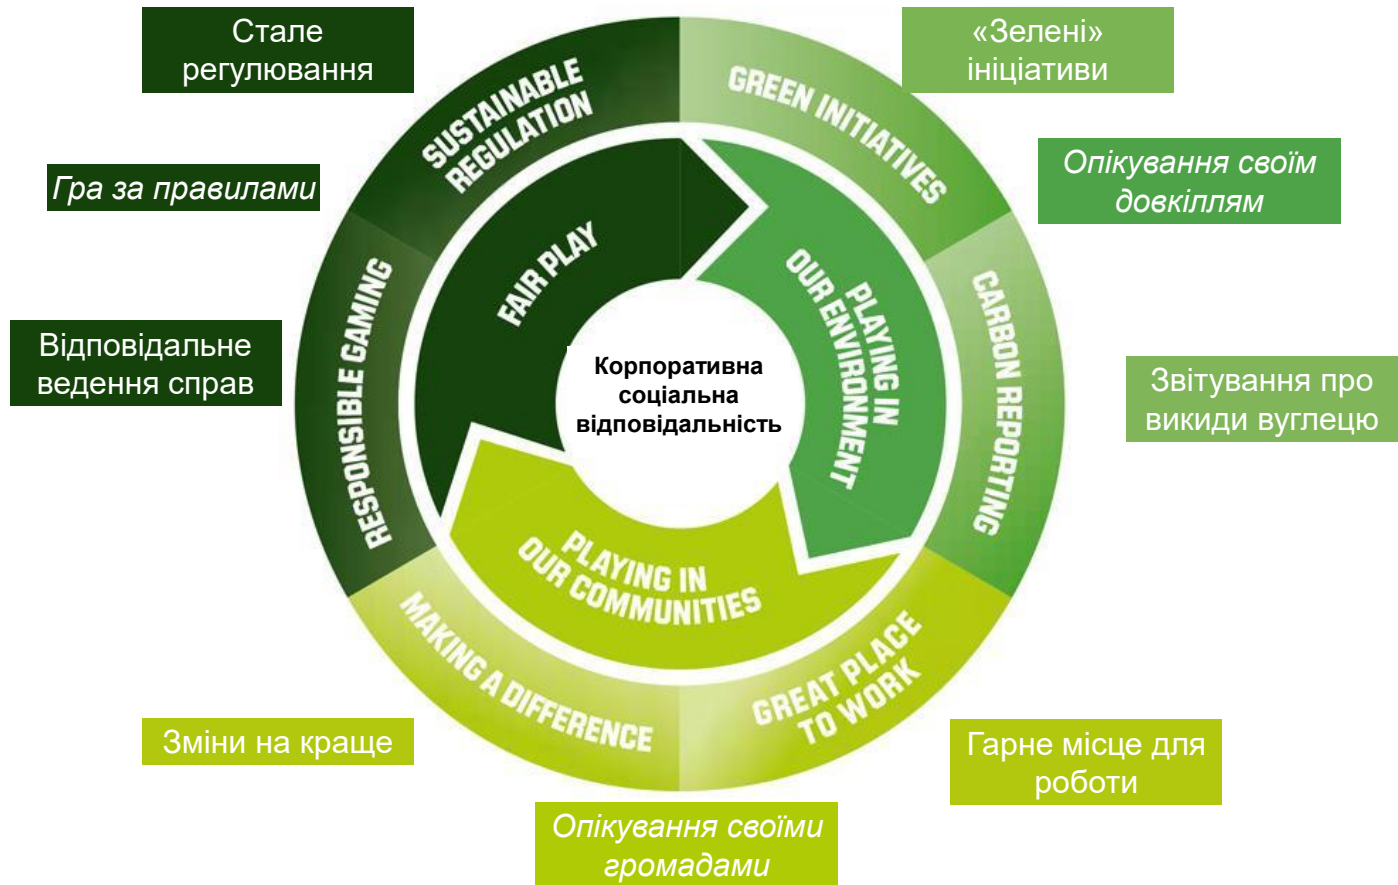 Стале
регулювання
«Зелені»
ініціативи
SUSTAINABLE
REGULATION
GREEN INITIATIVES
Гра за правилами
Опікування своїм
довкіллям
FAIR PLAY
PLAYING IN
OUR ENVIRONMENT
RESPONSIBLE GAMING
CARBON REPORTING
Відповідальне
ведення справ
Корпоративна
соціальна
відповідальність
Звітування про
викиди вуглецю
PLAYING IN
OUR COMMUNITIES
MAKING A DIFFERENCE
GREAT PLACE
TO WORK
Зміни на краще
Гарне місце для
роботи
Опікування своїми
громадами